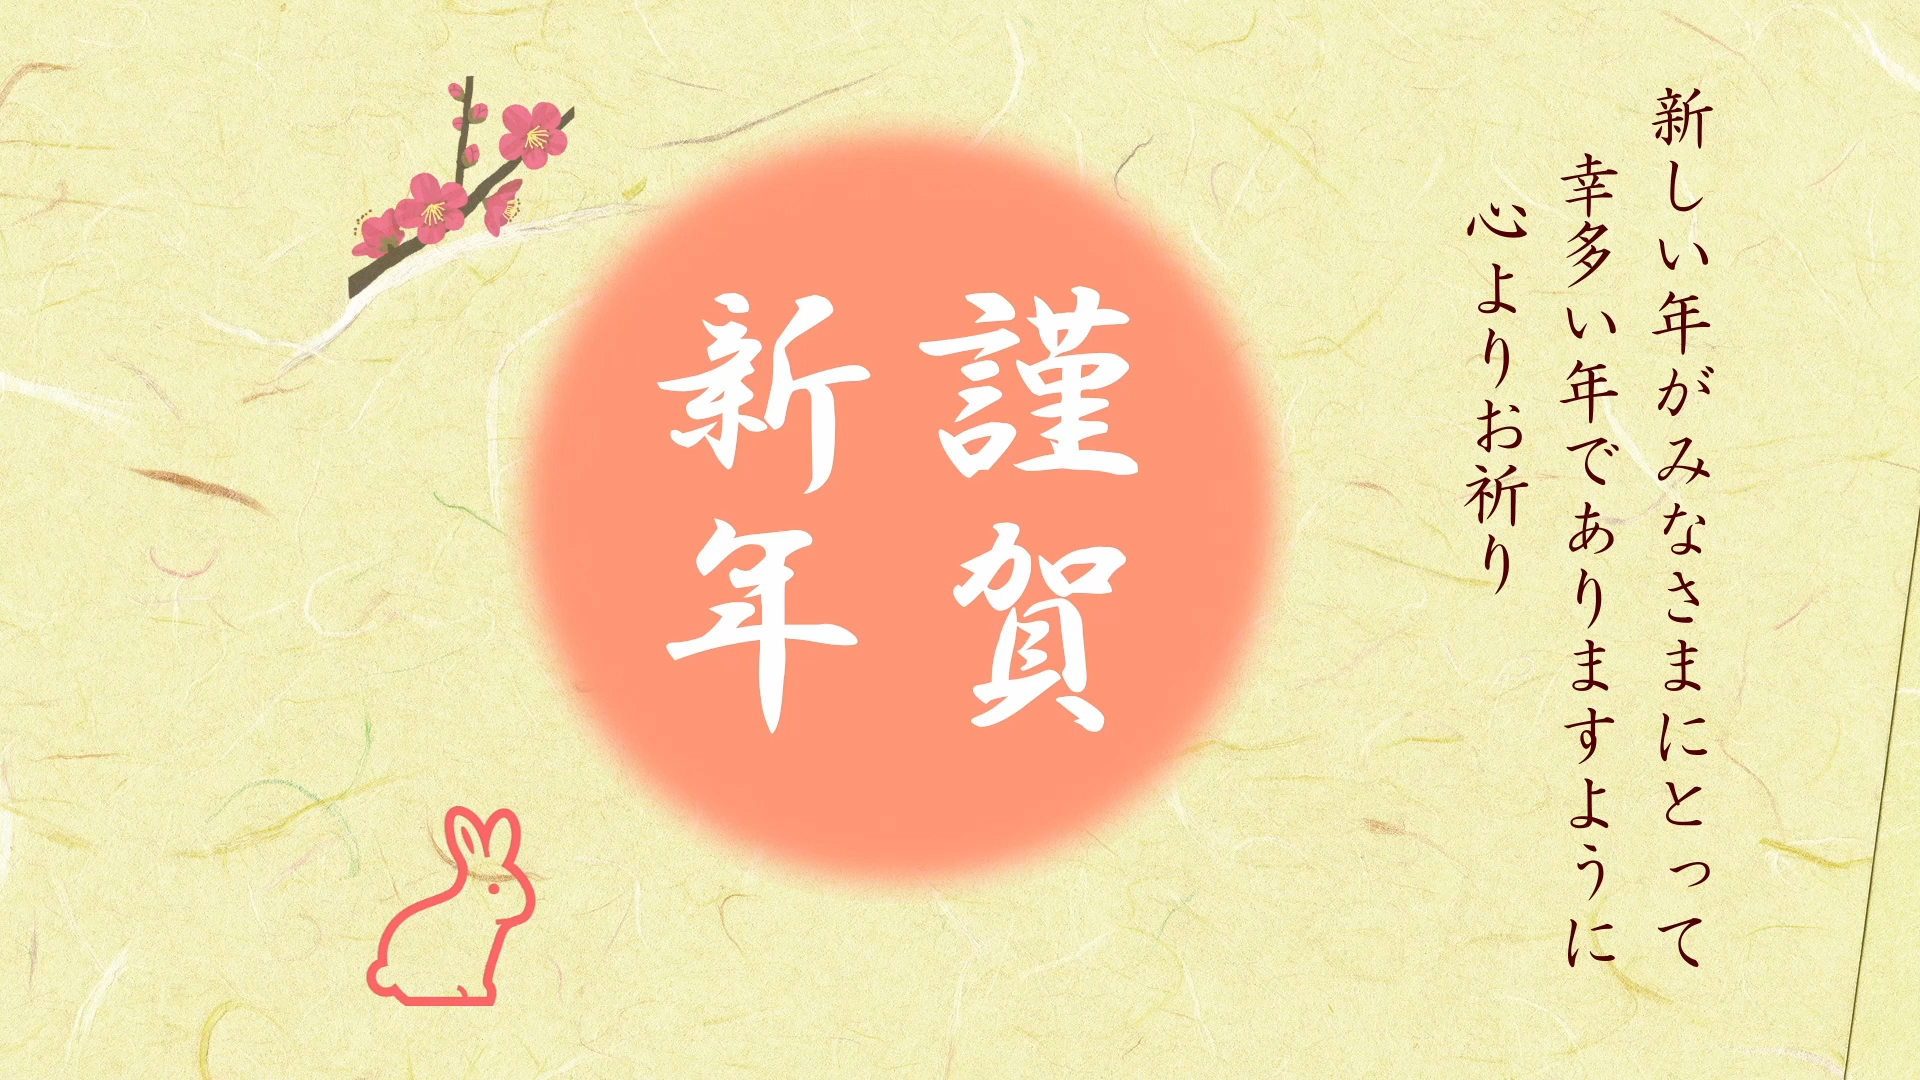 謹賀
新年
新しい年がみなさまにとって
幸多い年でありますように
心よりお祈り